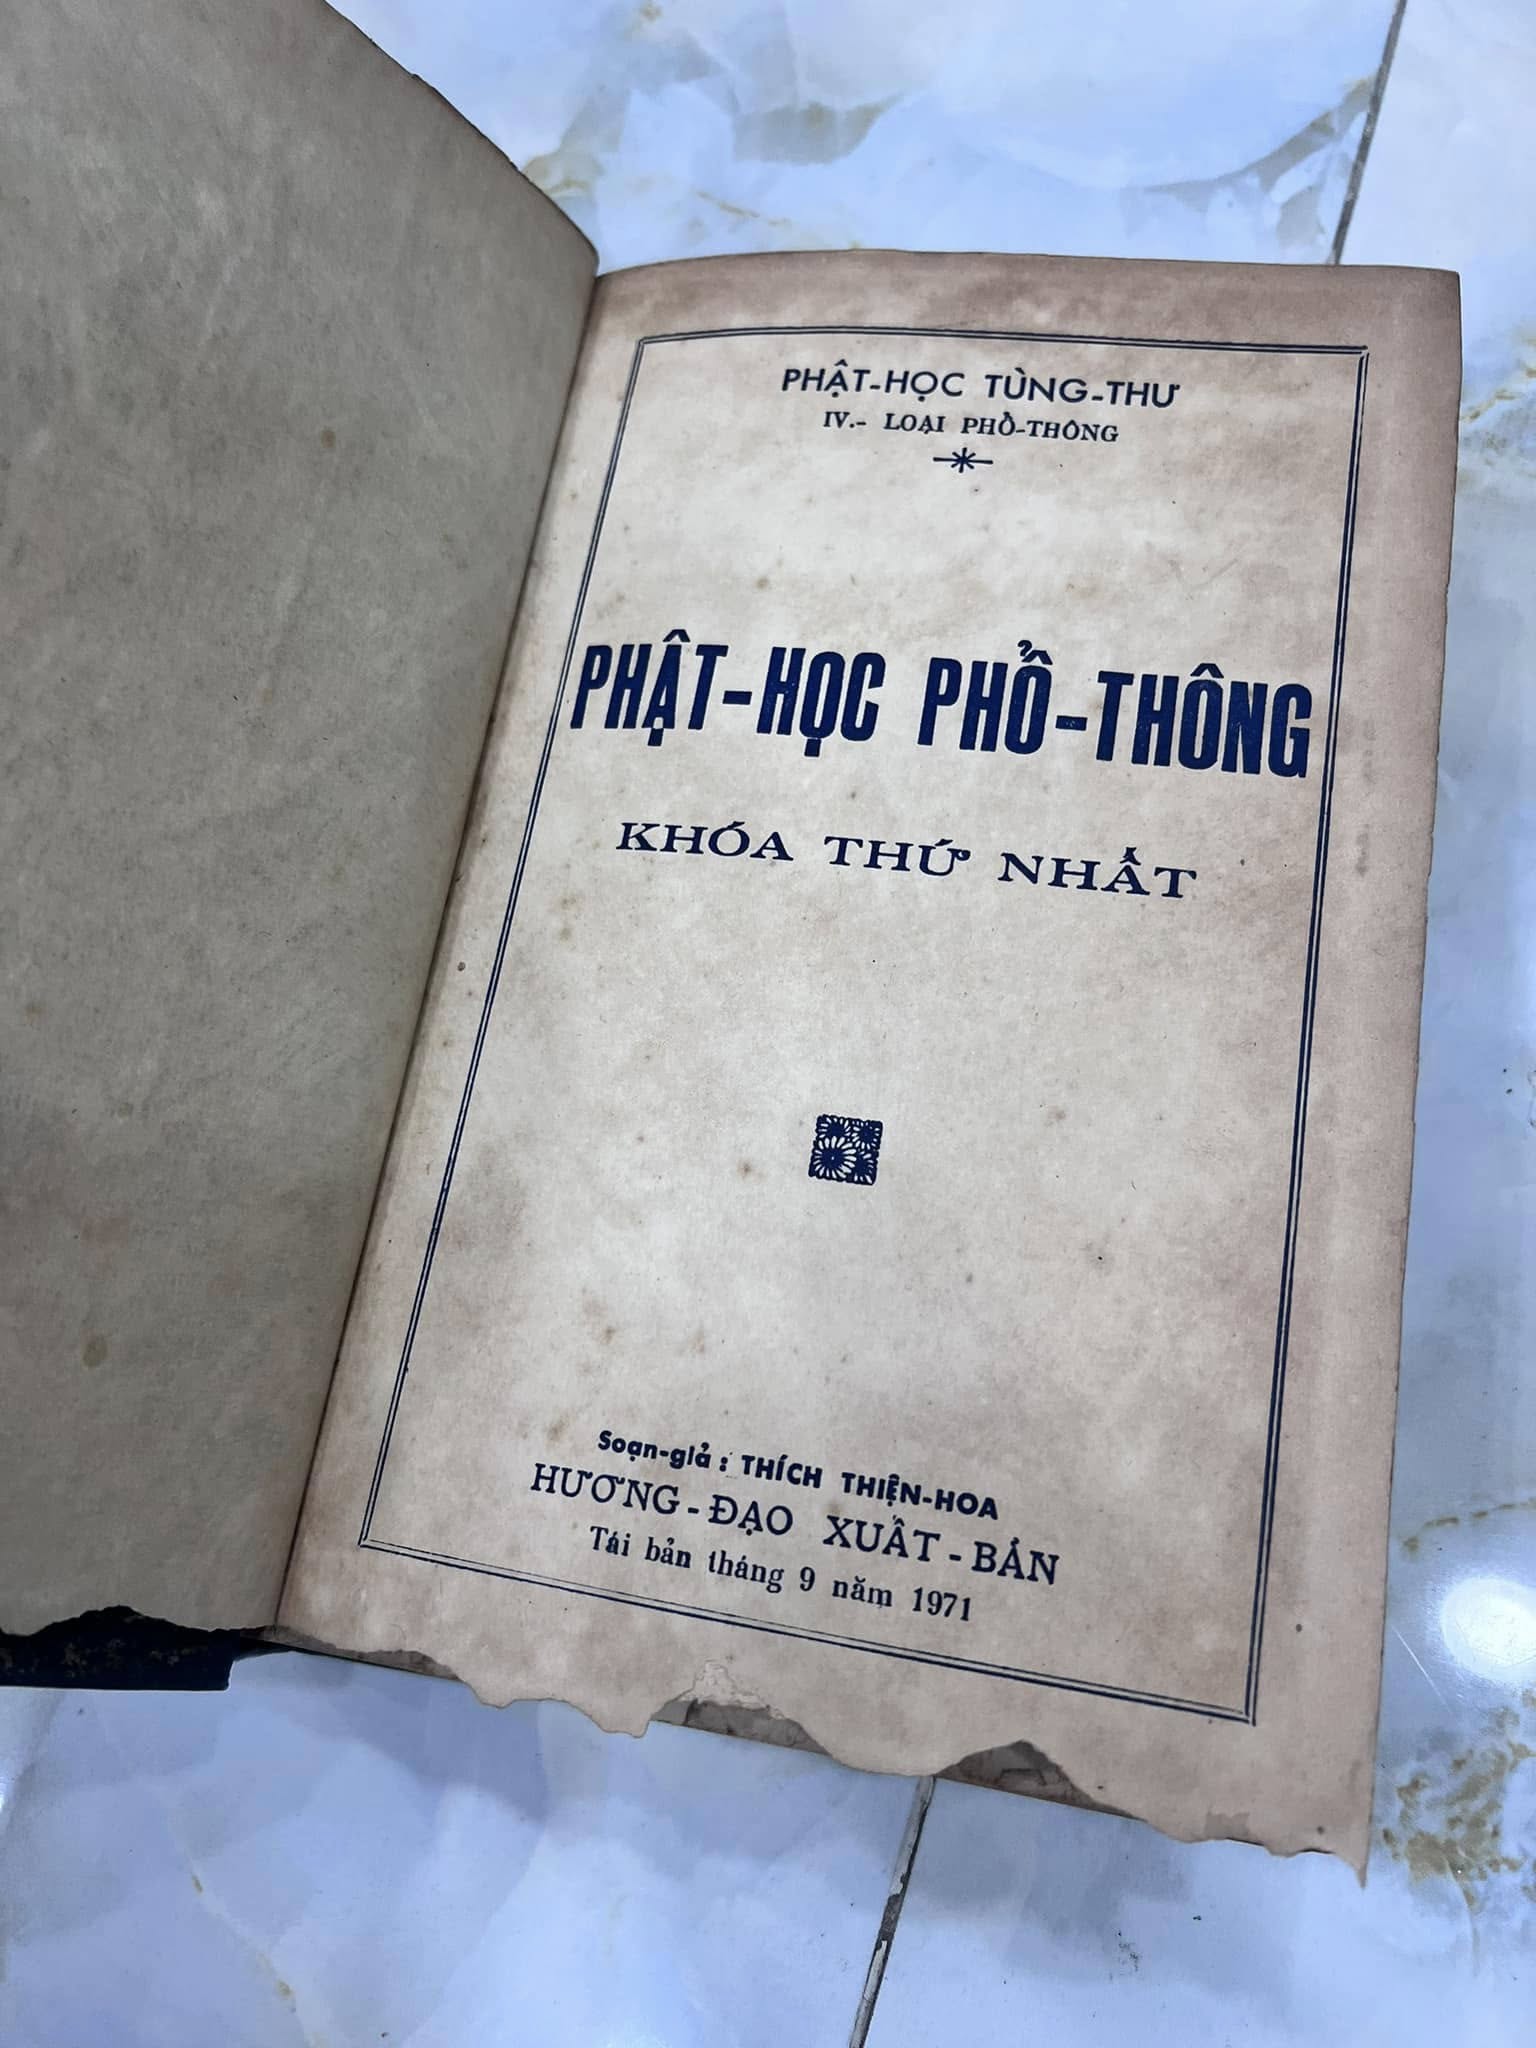 PHẬT-HỌC TÙNG-THƯ
IV.- LOẠI PHỔ-THÔNG
PHẬT-HỌC PHỔ-THÔNG
KHÓA THỨ NHẤT
Soạn-giả : THÍCH THIỆN-HOA
HƯƠNG-ĐẠO XUẤT-BẢN
Tái bản tháng 9 năm 1971